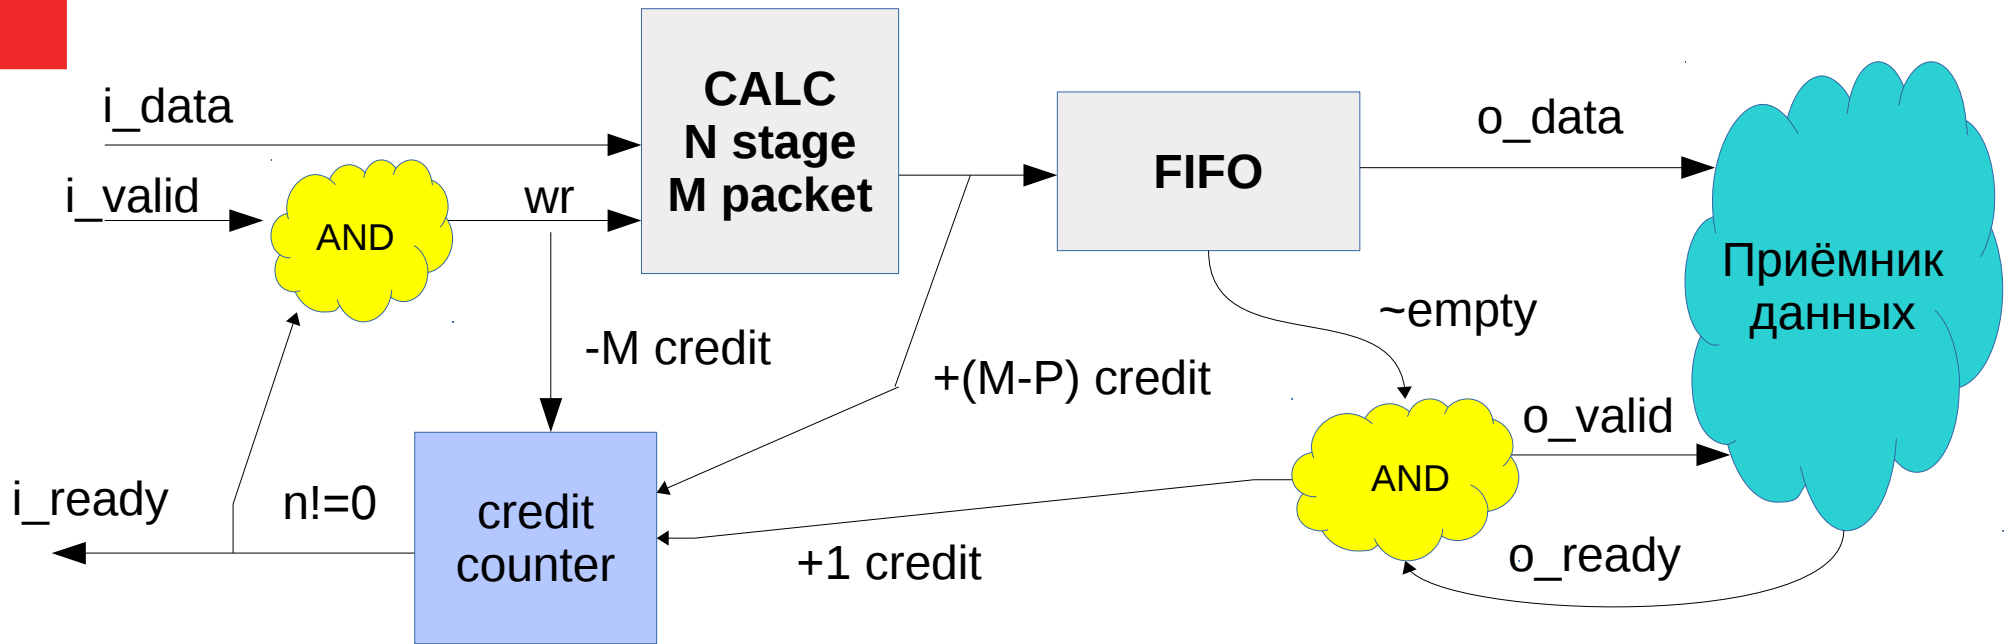 CALC
N stage
M packet
i_data
i_valid
AND
wr
FIFO
o_data
Приёмник
данных
~empty
-M credit
+(M-P) credit
o_valid
AND
i_ready
n!=0
credit
counter
+1 credit
o_ready